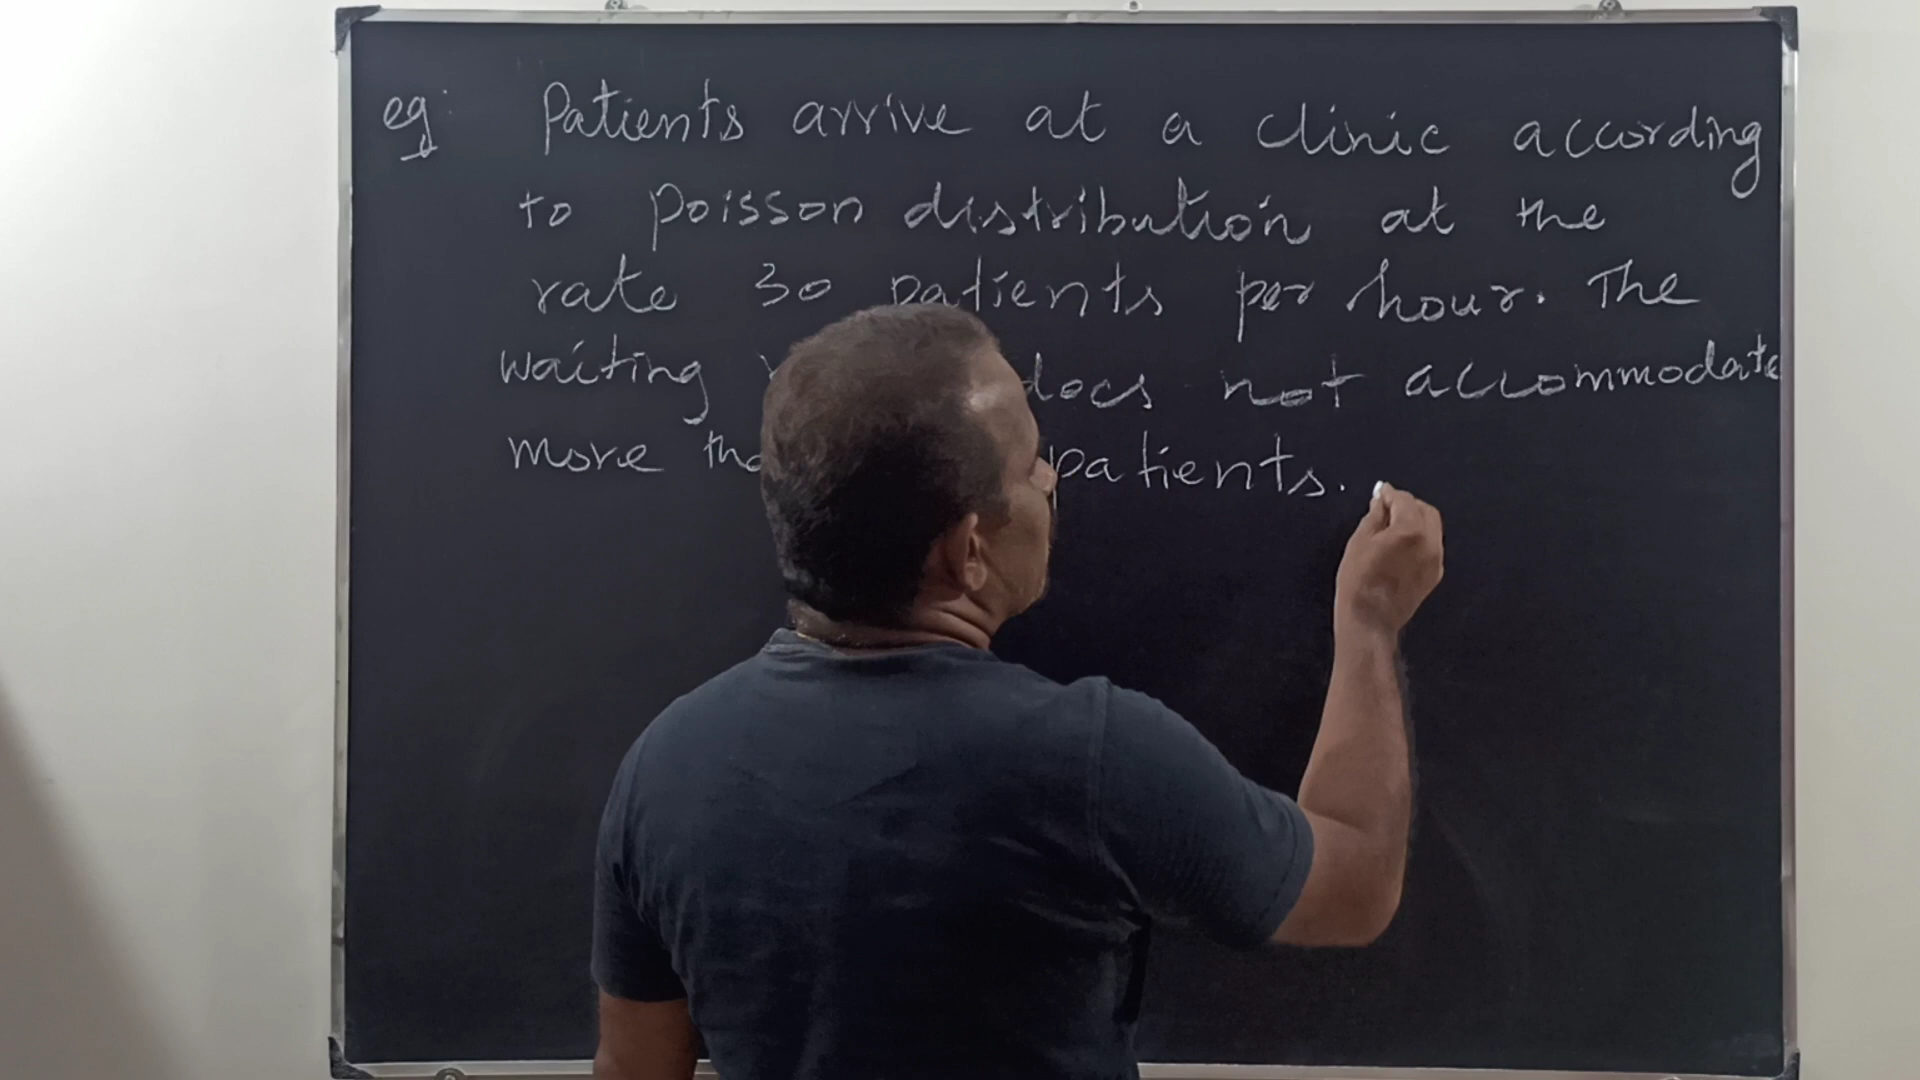 eg: Patients arrive at a clinic according
to poisson distribution at the
rate 30 patients per hour. The
waiting does not accommodate
more patients.